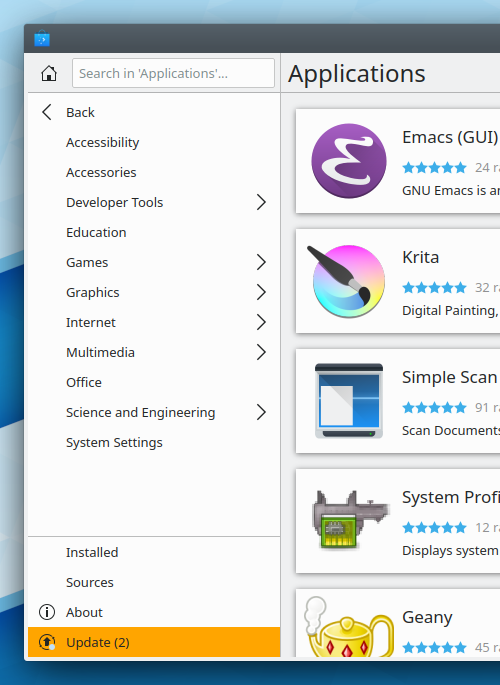 Search in 'Applications'...
Applications
Back
Accessibility
Accessories
Developer Tools
Education
Games
Graphics
Internet
Multimedia
Office
Science and Engineering
System Settings
Installed
Sources
About
Update (2)
Emacs (GUI)
24 ra
GNU Emacs is an
Krita
32 ra
Digital Painting,
Simple Scan
91 ra
Scan Documents
System Profi
12 ra
Displays system
Geany
45 ra